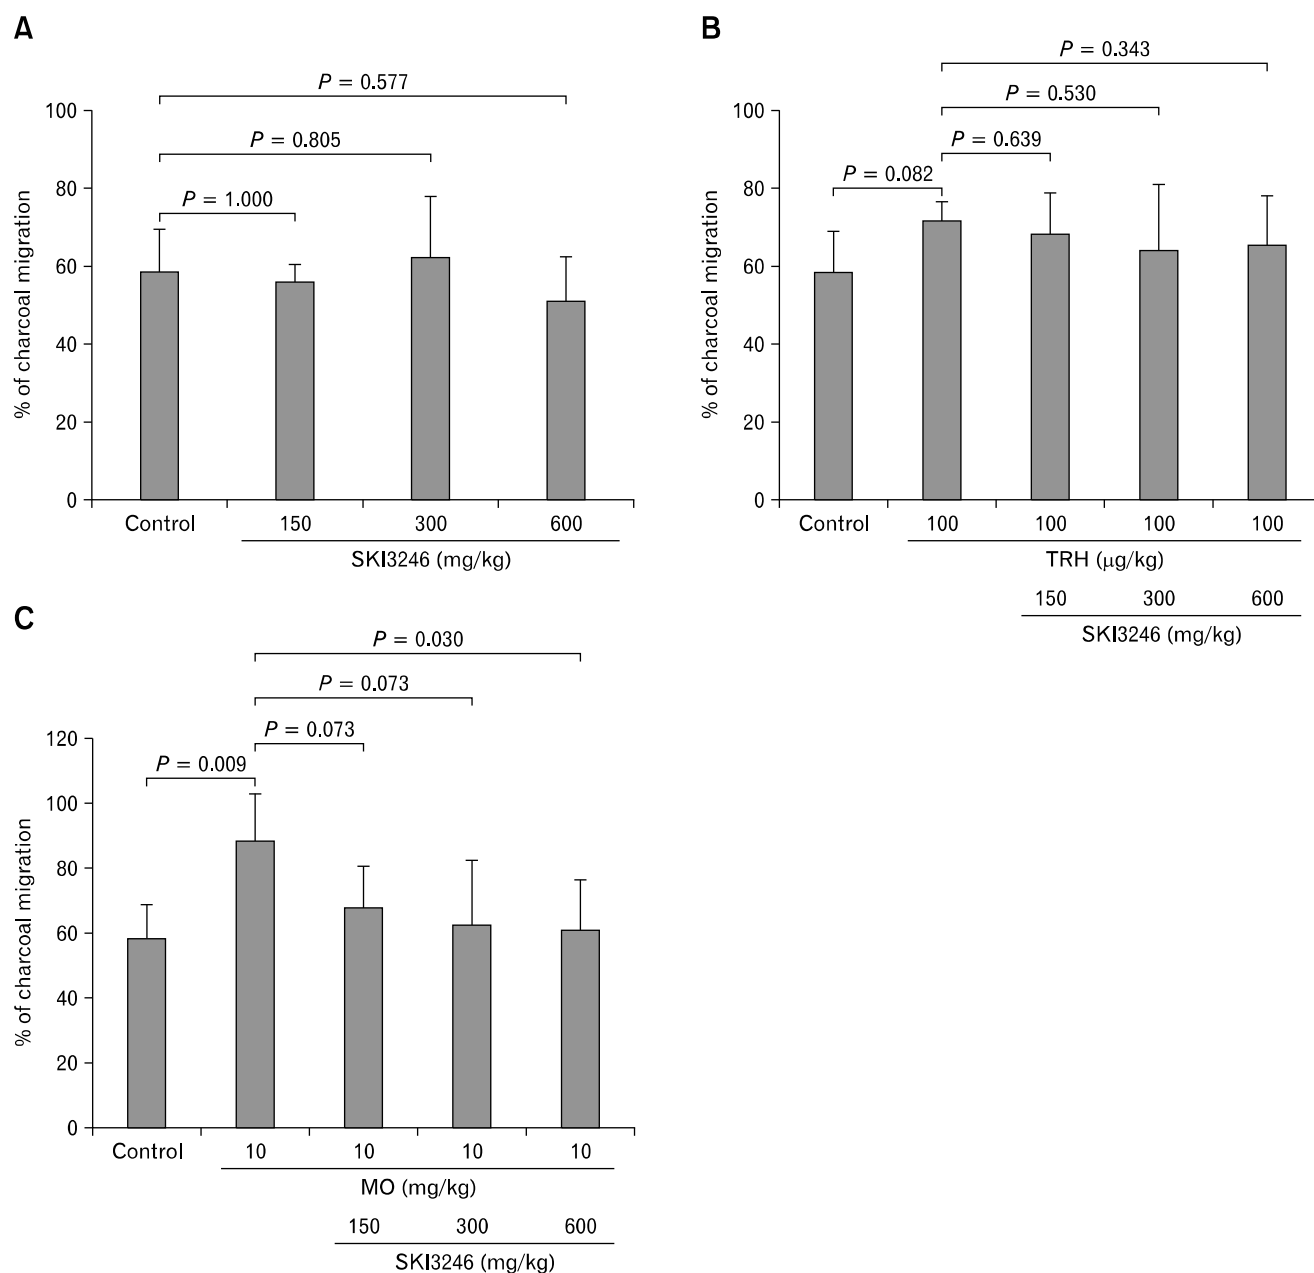 A
P = 0.577
P = 0.805
P = 1.000
% of charcoal migration
100
80
60
40
20
0
Control 150 300 600
SKI3246 (mg/kg)
B
P = 0.343
P = 0.530
P = 0.639
P = 0.082
% of charcoal migration
100
80
60
40
20
0
Control 100 100 100 100
TRH (μg/kg)
150 300 600
SKI3246 (mg/kg)
C
P = 0.030
P = 0.073
P = 0.073
P = 0.009
% of charcoal migration
120
100
80
60
40
20
0
Control 10 10 10 10
MO (mg/kg)
150 300 600
SKI3246 (mg/kg)